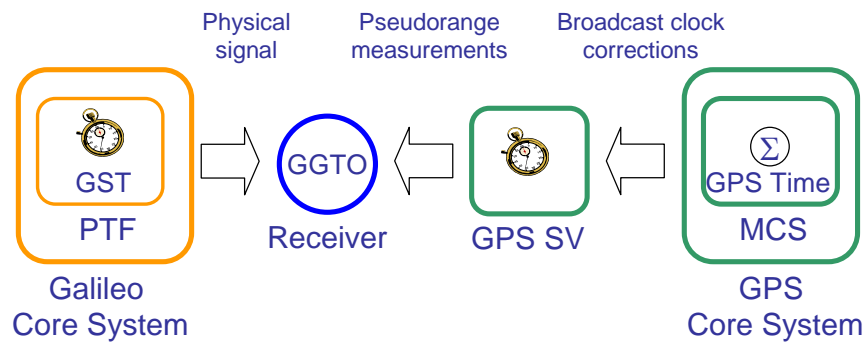 Physical
signal
Pseudorange
measurements
Broadcast clock
corrections
GST
PTF
Galileo
Core System
GGTO
Receiver
GPS SV
Σ
GPS Time
MCS
GPS
Core System